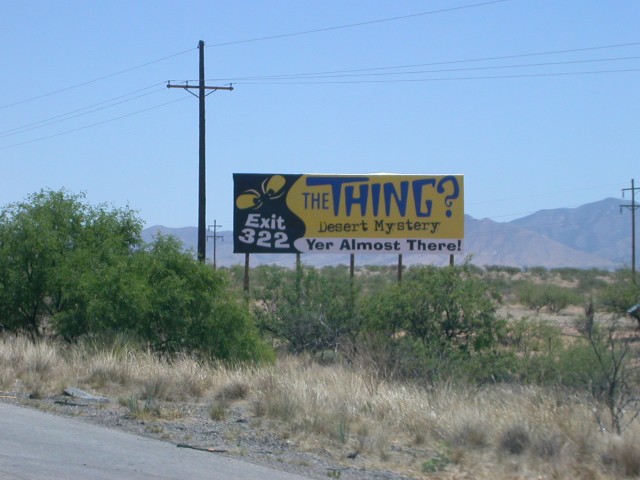 Exit
322
THE THING?
Desert Mystery
Yer Almost There!